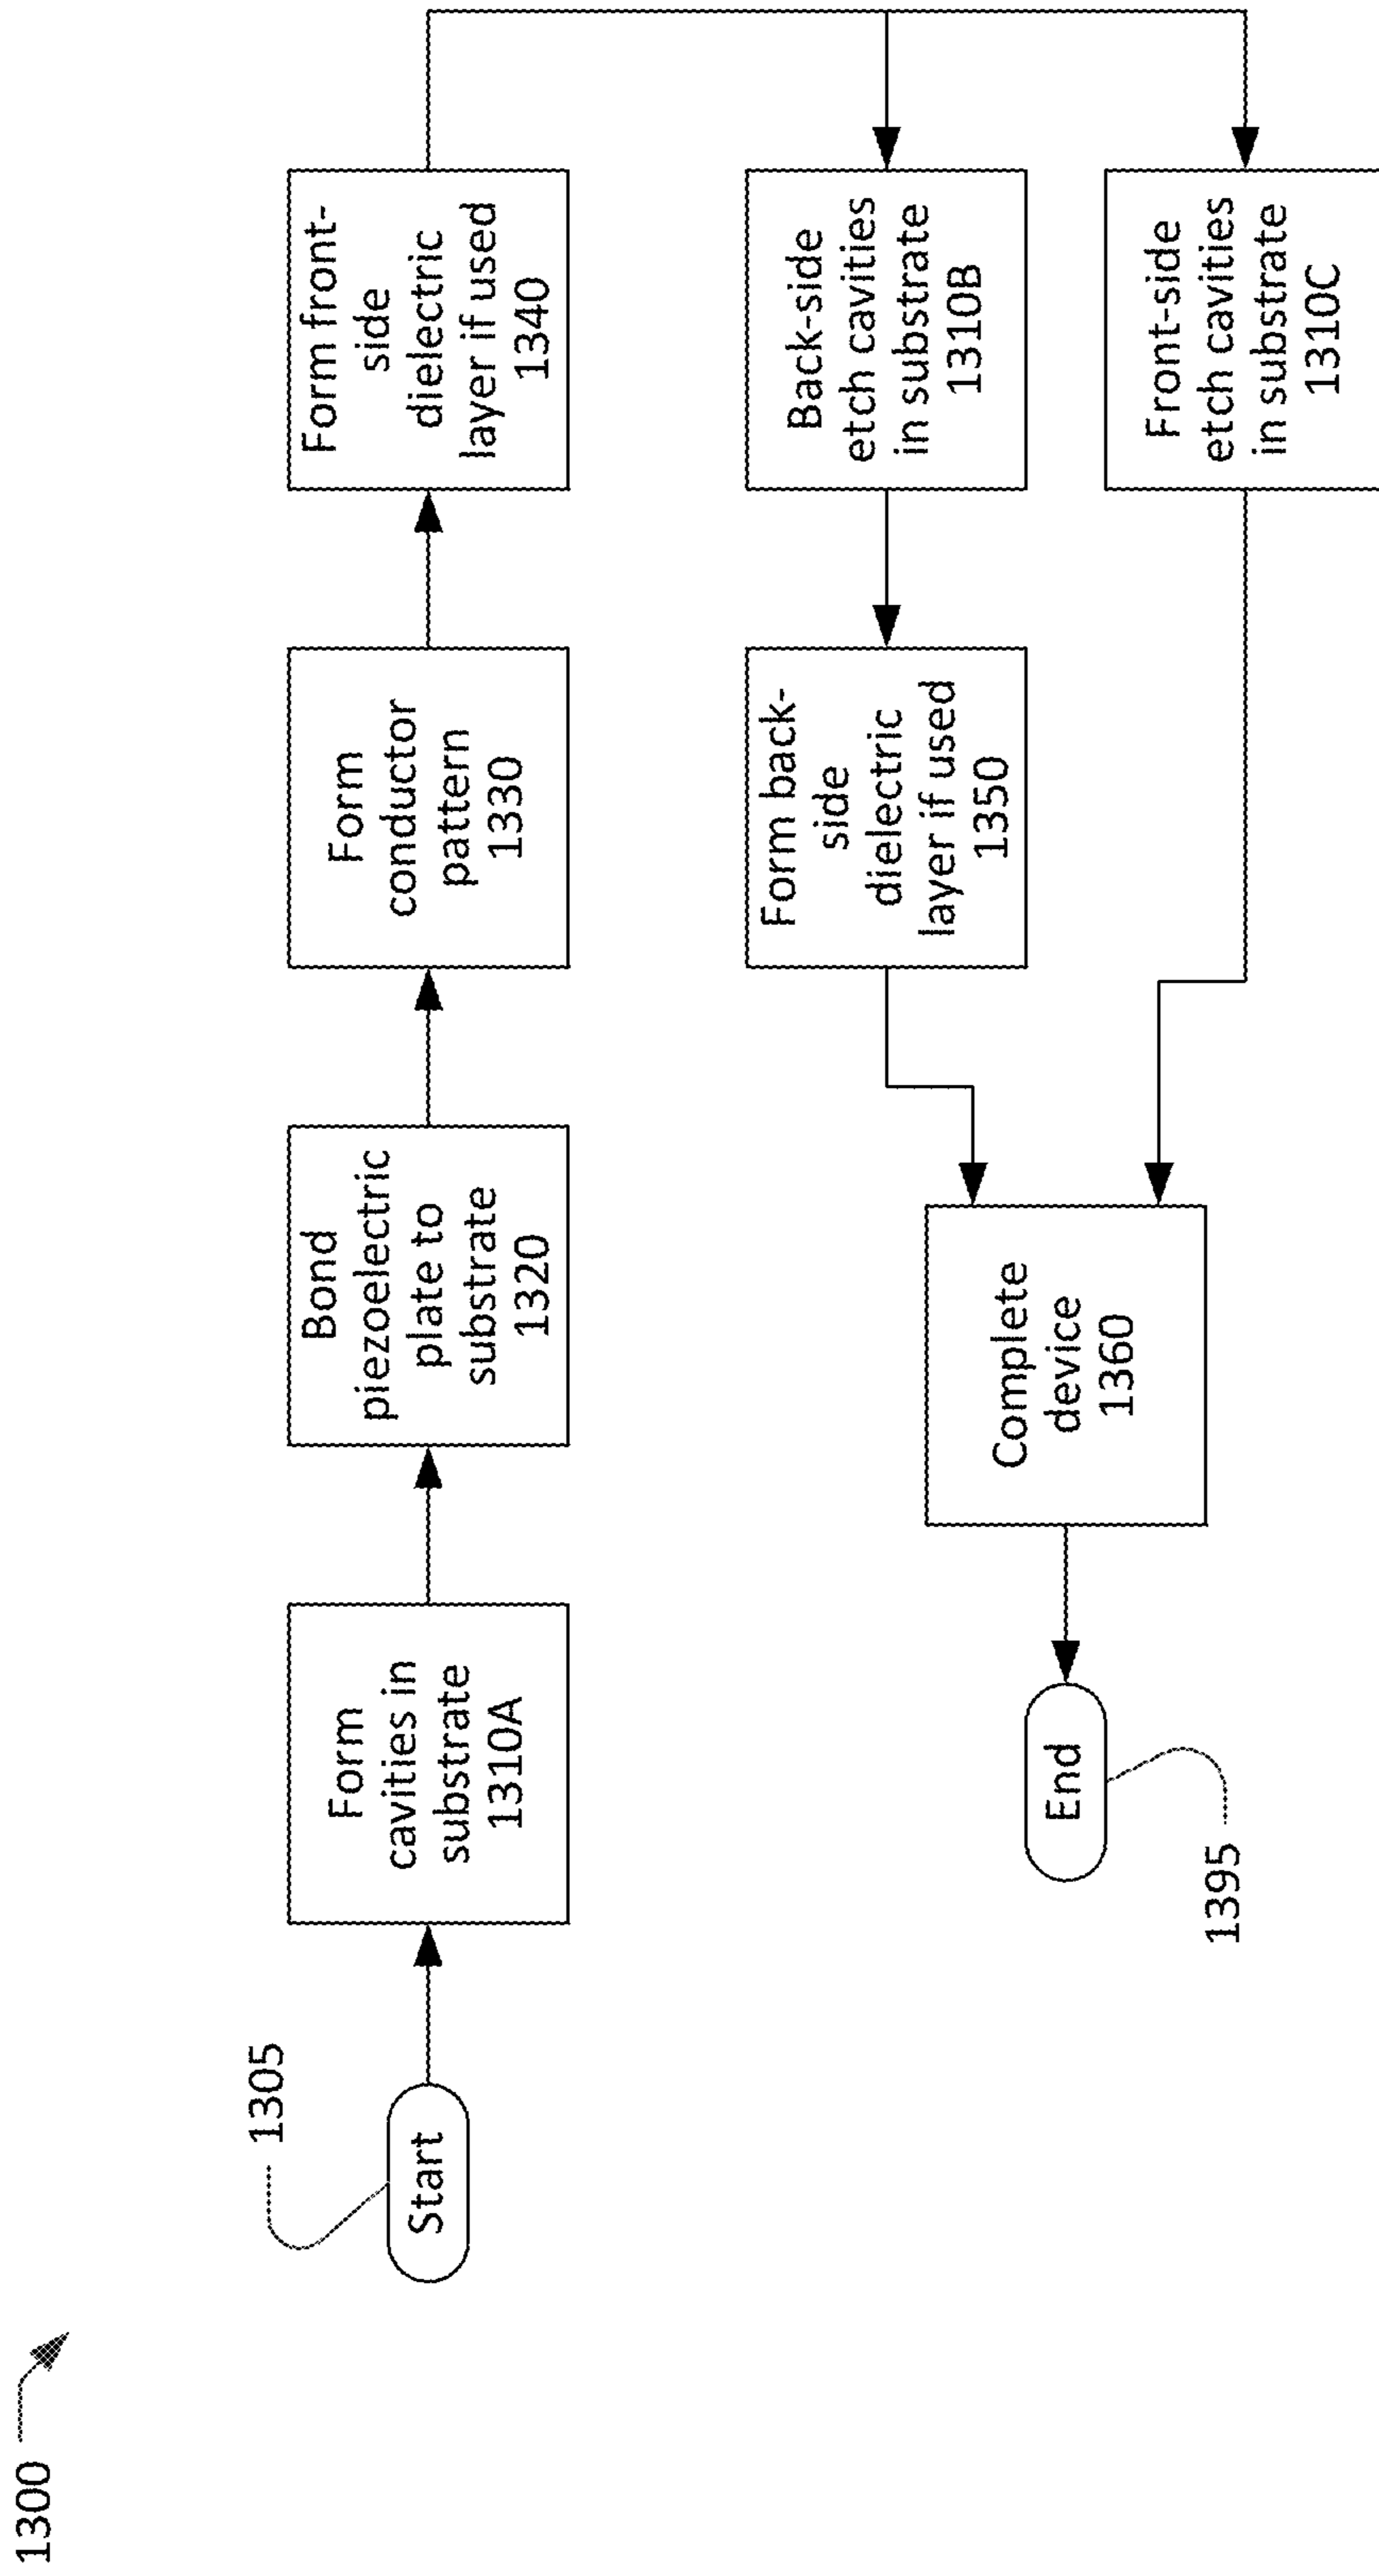 1300
1305
Start
Form
cavities in
substrate
1310A
Bond
piezoelectric
plate to
substrate
1320
Form
conductor
pattern
1330
Form front-
side
dielectric
layer if used
1340
Back-side
etch cavities
in substrate
1310B
Form back-
side
dielectric
layer if used
1350
Front-side
etch cavities
in substrate
1310C
Complete
device
1360
End
1395